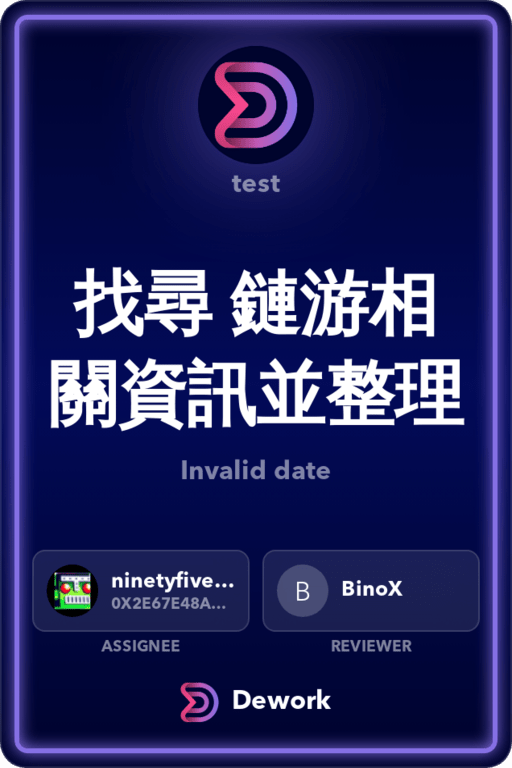 test
找尋 鏈游相
關資訊並整理
Invalid date
ninetyfive...
0X2E67E48A...
ASSIGNEE
B
BinoX
REVIEWER
Dework